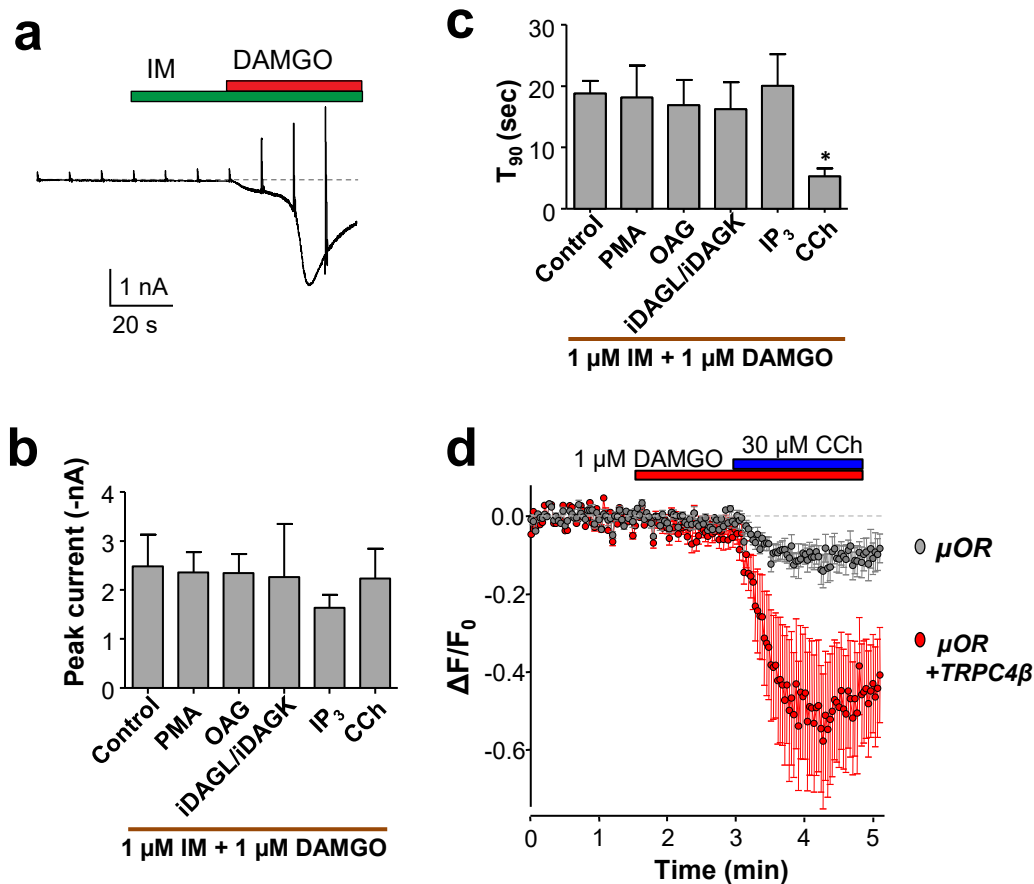 a
IM
DAMGO
1 nA
20 s
b
Peak current (-nA)
4
3
2
1
0
Control
PMA
OAG
iDAGL/iDAGK
IP3
CCh
1 µM IM + 1 µM DAMGO
c
T90 (sec)
30
20
10
0
*
Control
PMA
OAG
iDAGL/iDAGK
IP3
CCh
1 µM IM + 1 µM DAMGO
d
1 µM DAMGO
30 µM CCh
ΔF/F0
0.0
-0.2
-0.4
-0.6
0 1 2 3 4 5
Time (min)
µOR
µOR
+TRPC4β